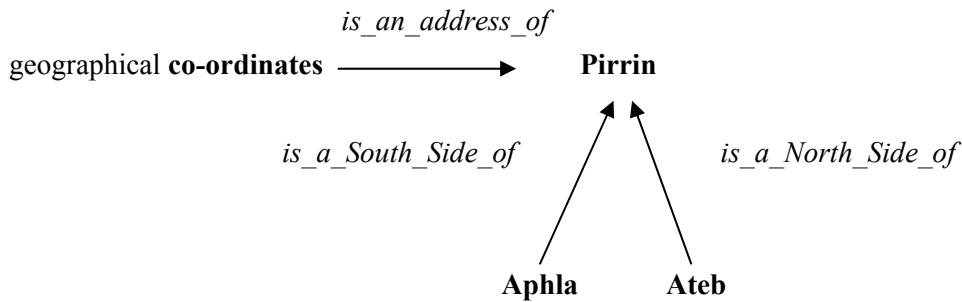 is_an_address_of
geographical co-ordinates Pirrin
is_a_South_Side_of is_a_North_Side_of
Aphla Ateb